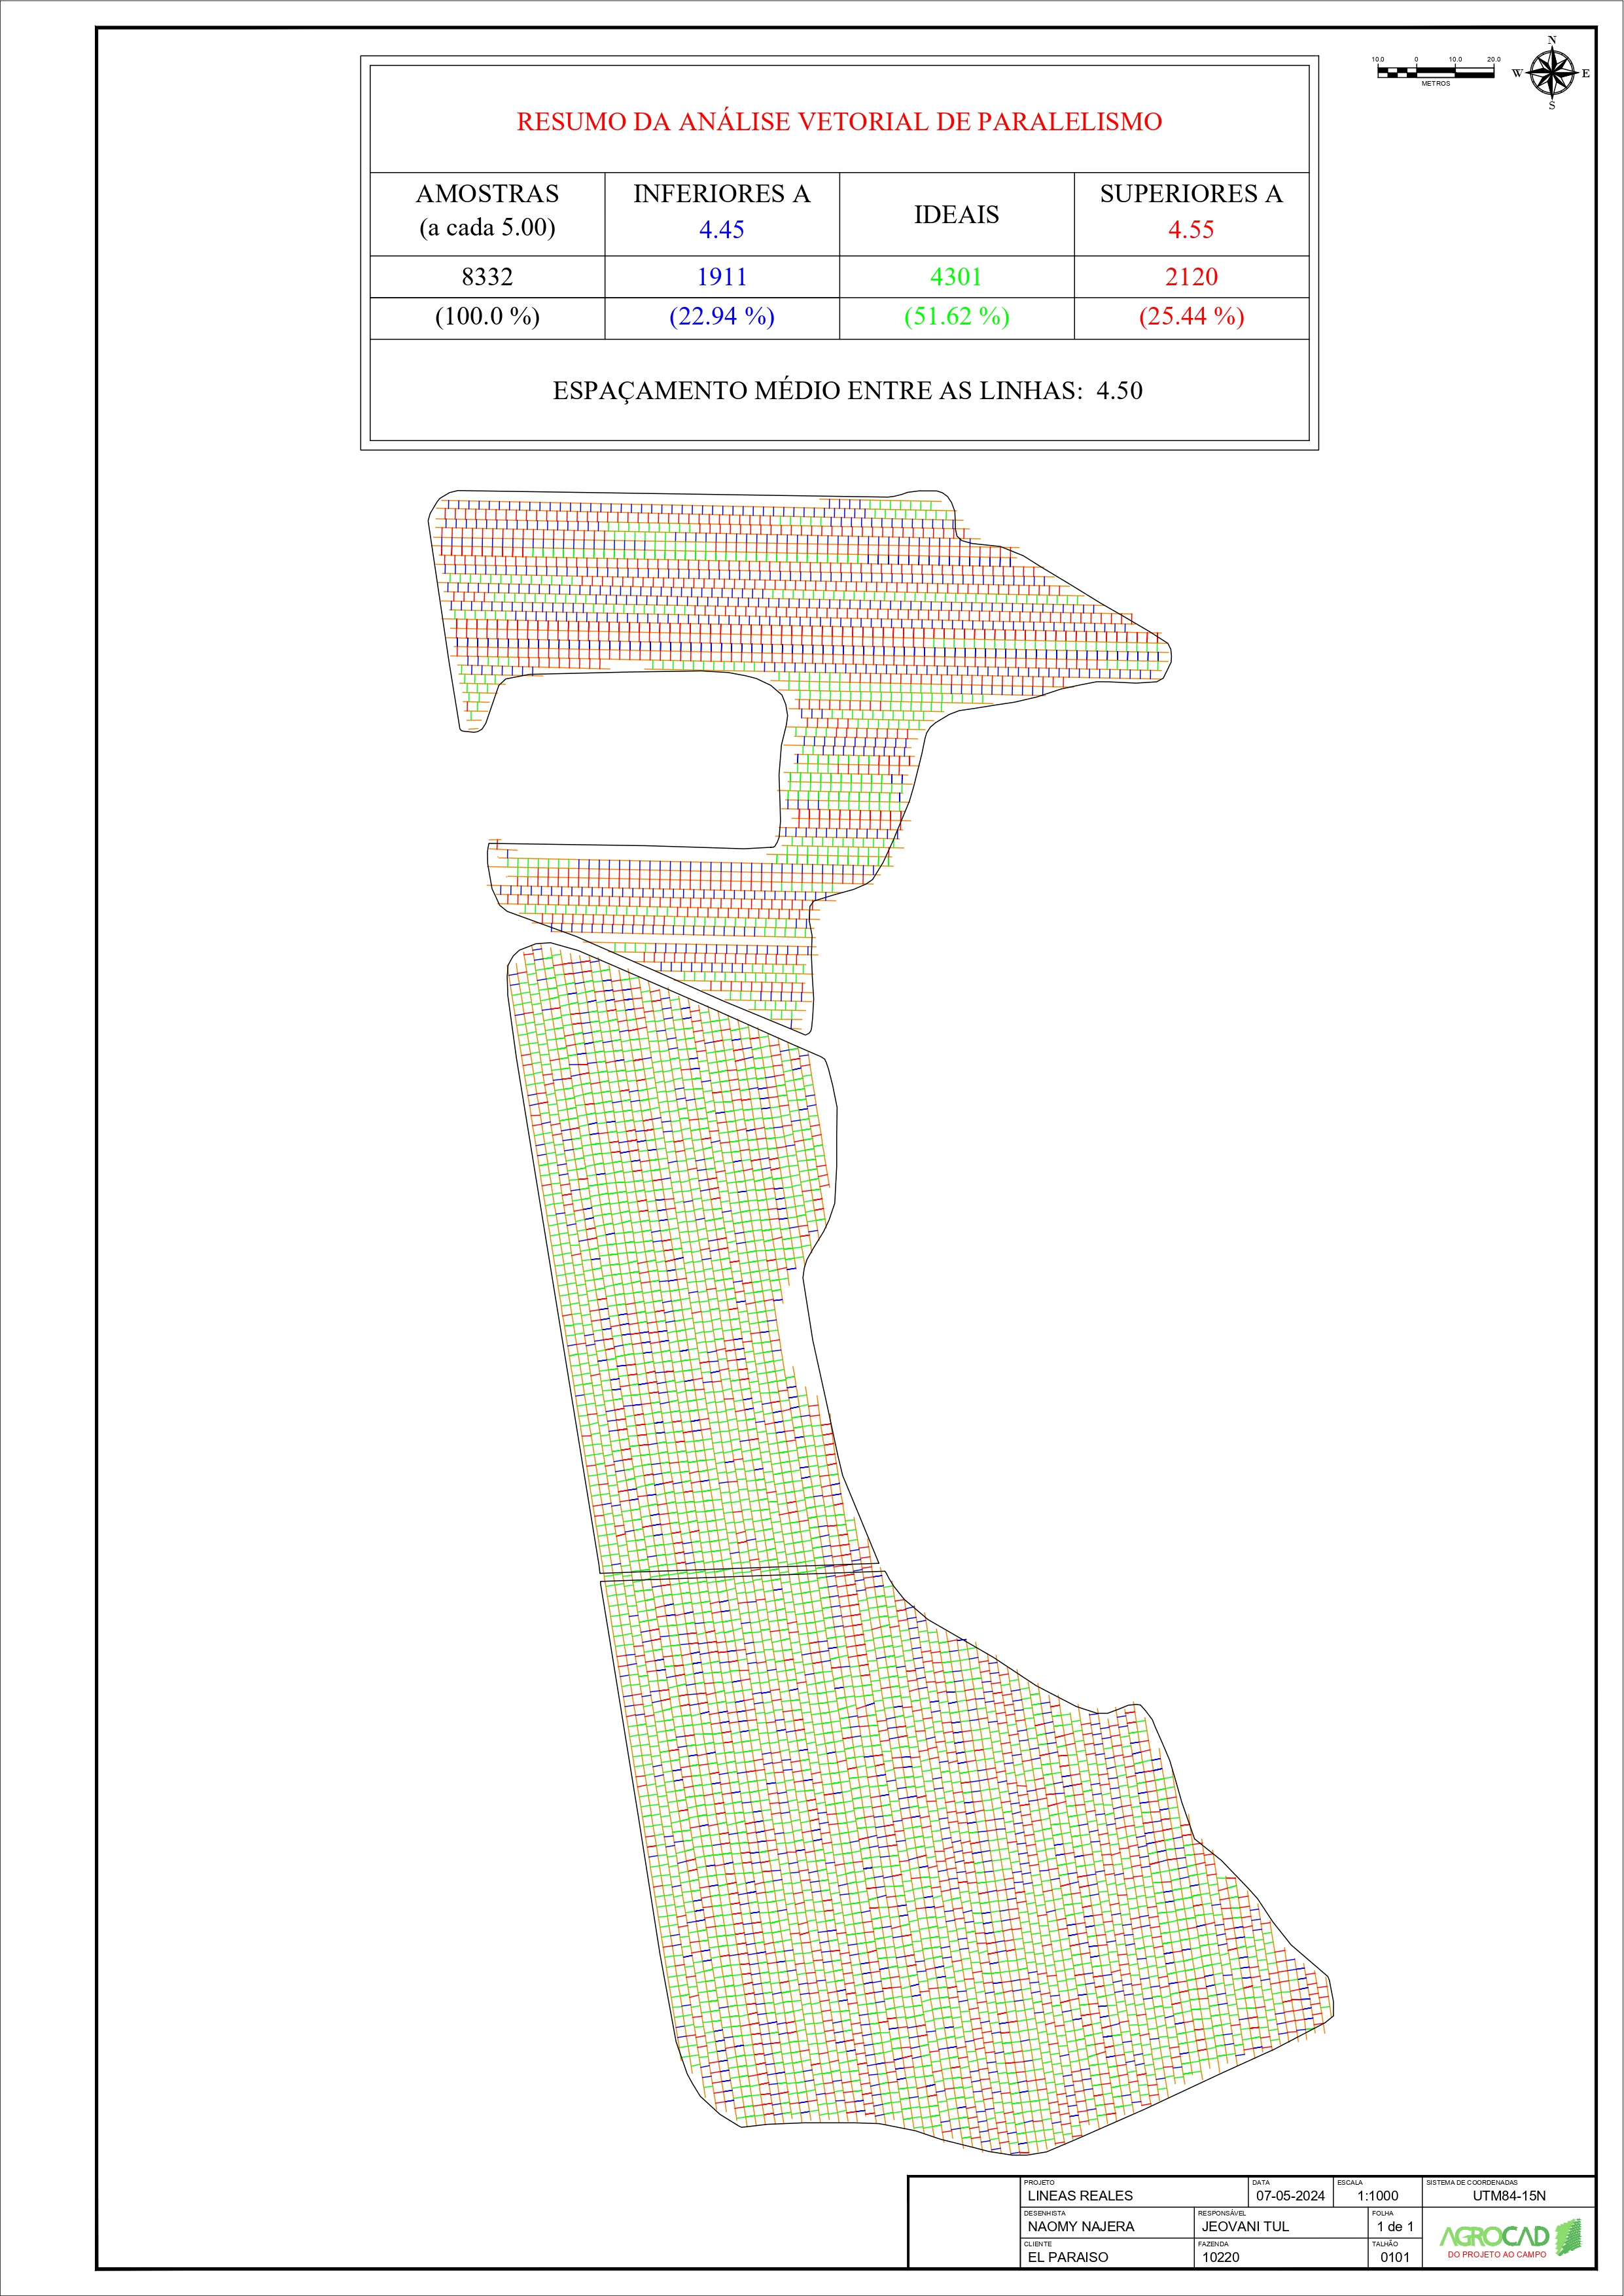 10.0 0 10.0 20.0
METROS
N
W E
S
RESUMO DA ANÁLISE VETORIAL DE PARALELISMO
AMOSTRAS
(a cada 5.00)
INFERIORES A
4.45
IDEAIS
SUPERIORES A
4.55
8332 1911 4301 2120
(100.0 %) (22.94 %) (51.62 %) (25.44 %)
ESPAÇAMENTO MÉDIO ENTRE AS LINHAS: 4.50
PROJETO DATA ESCALA SISTEMA DE COORDENADAS
LINEAS REALES 07-05-2024 1:1000 UTM84-15N
DESENHISTA RESPONSÁVEL FOLHA
NAOMY NAJERA JEOVANI TUL 1 de 1
CLIENTE FAZENDA TALHÃO
EL PARAISO 10220 0101
AGROCAD
DO PROJETO AO CAMPO